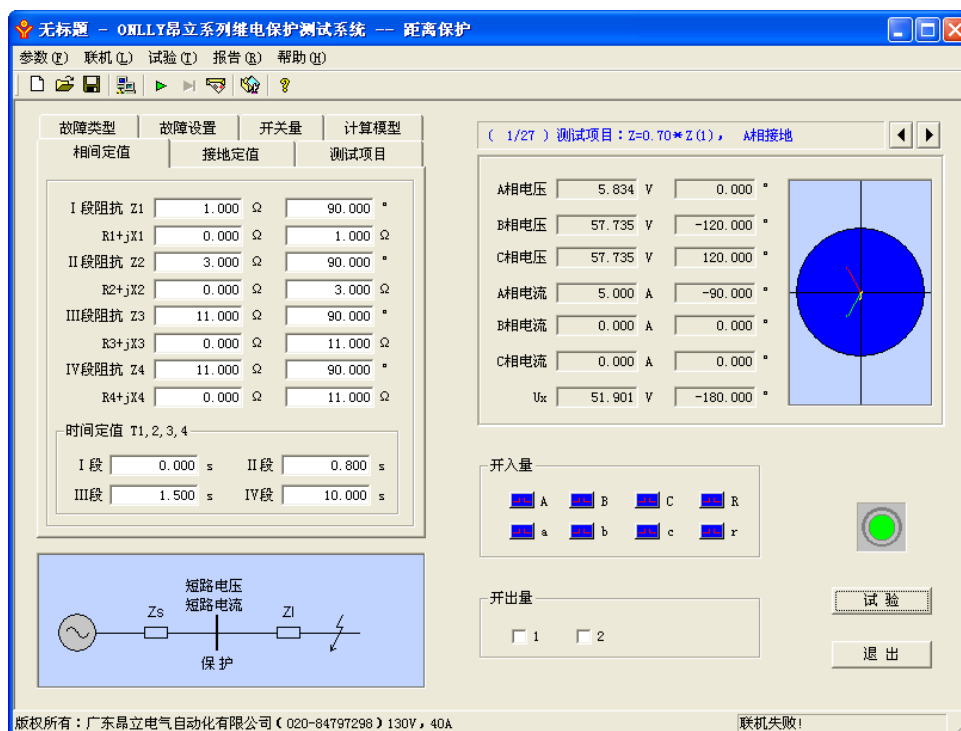 无标题 - ONLLY昂立系列继电保护测试系统 -- 距离保护
参数(F) 联机(L) 试验(T) 报告(R) 帮助(H)
故障类型 故障设置 开关量 计算模型
相间定值 接地定值 测试项目
I段阻抗 Z1 1.000 Ω 90.000 °
R1+jX1 0.000 Ω 1.000 Ω
II段阻抗 Z2 3.000 Ω 90.000 °
R2+jX2 0.000 Ω 3.000 Ω
III段阻抗 Z3 11.000 Ω 90.000 °
R3+jX3 0.000 Ω 11.000 Ω
IV段阻抗 Z4 11.000 Ω 90.000 °
R4+jX4 0.000 Ω 11.000 Ω
时间定值 T1,2,3,4
I段 0.000 s II段 0.800 s
III段 1.500 s IV段 10.000 s
短路电压
短路电流
Zs Zl
保护
( 1/27 ) 测试项目：Z=0.70*Z(1)， A相接地
A相电压 5.834 V 0.000 °
B相电压 57.735 V -120.000 °
C相电压 57.735 V 120.000 °
A相电流 5.000 A -90.000 °
B相电流 0.000 A 0.000 °
C相电流 0.000 A 0.000 °
Ux 51.901 V -180.000 °
开入量
A B C R
a b c r
开出量
1 2
试 验
退 出
版权所有：广东昂立电气自动化有限公司(020-84797298)130V，40A
联机失败!